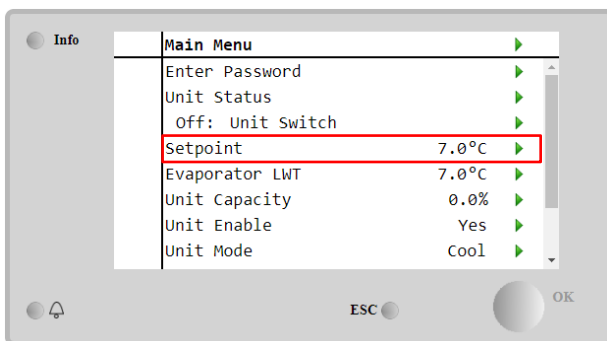 Info
Main Menu
Enter Password
Unit Status
Off: Unit Switch
Setpoint 7.0°C
Evaporator LWT 7.0°C
Unit Capacity 0.0%
Unit Enable Yes
Unit Mode Cool
ESC
OK